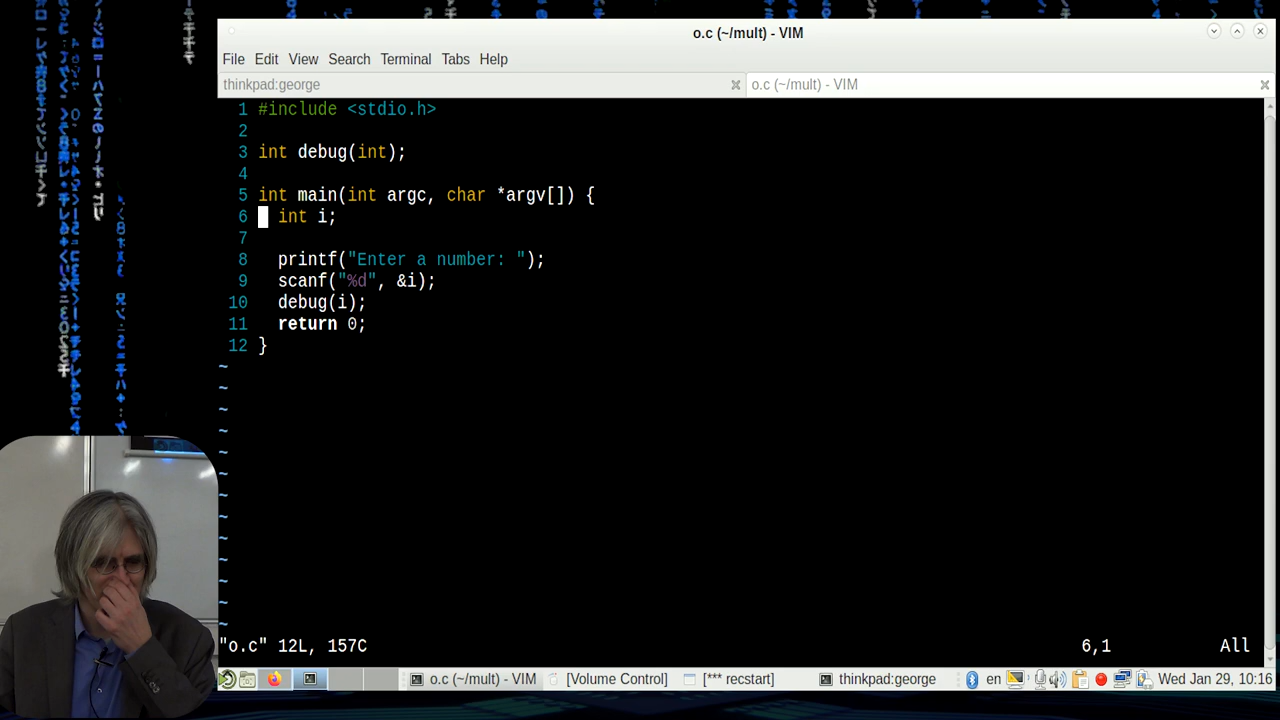 o.c (~/mult) - VIM
File Edit View Search Terminal Tabs Help
thinkpad:george
o.c (~/mult) - VIM
1 #include <stdio.h>
2
3 int debug(int);
4
5 int main(int argc, char *argv[]) {
6   int i;
7
8   printf("Enter a number: ");
9   scanf("%d", &i);
10   debug(i);
11   return 0;
12 }
~
~
~
~
~
~
~
~
~
~
~
~
~
"o.c" 12L, 157C 6,1 All
o.c (~/mult) - VIM [Volume Control] [*** recstart] thinkpad:george en Wed Jan 29, 10:16